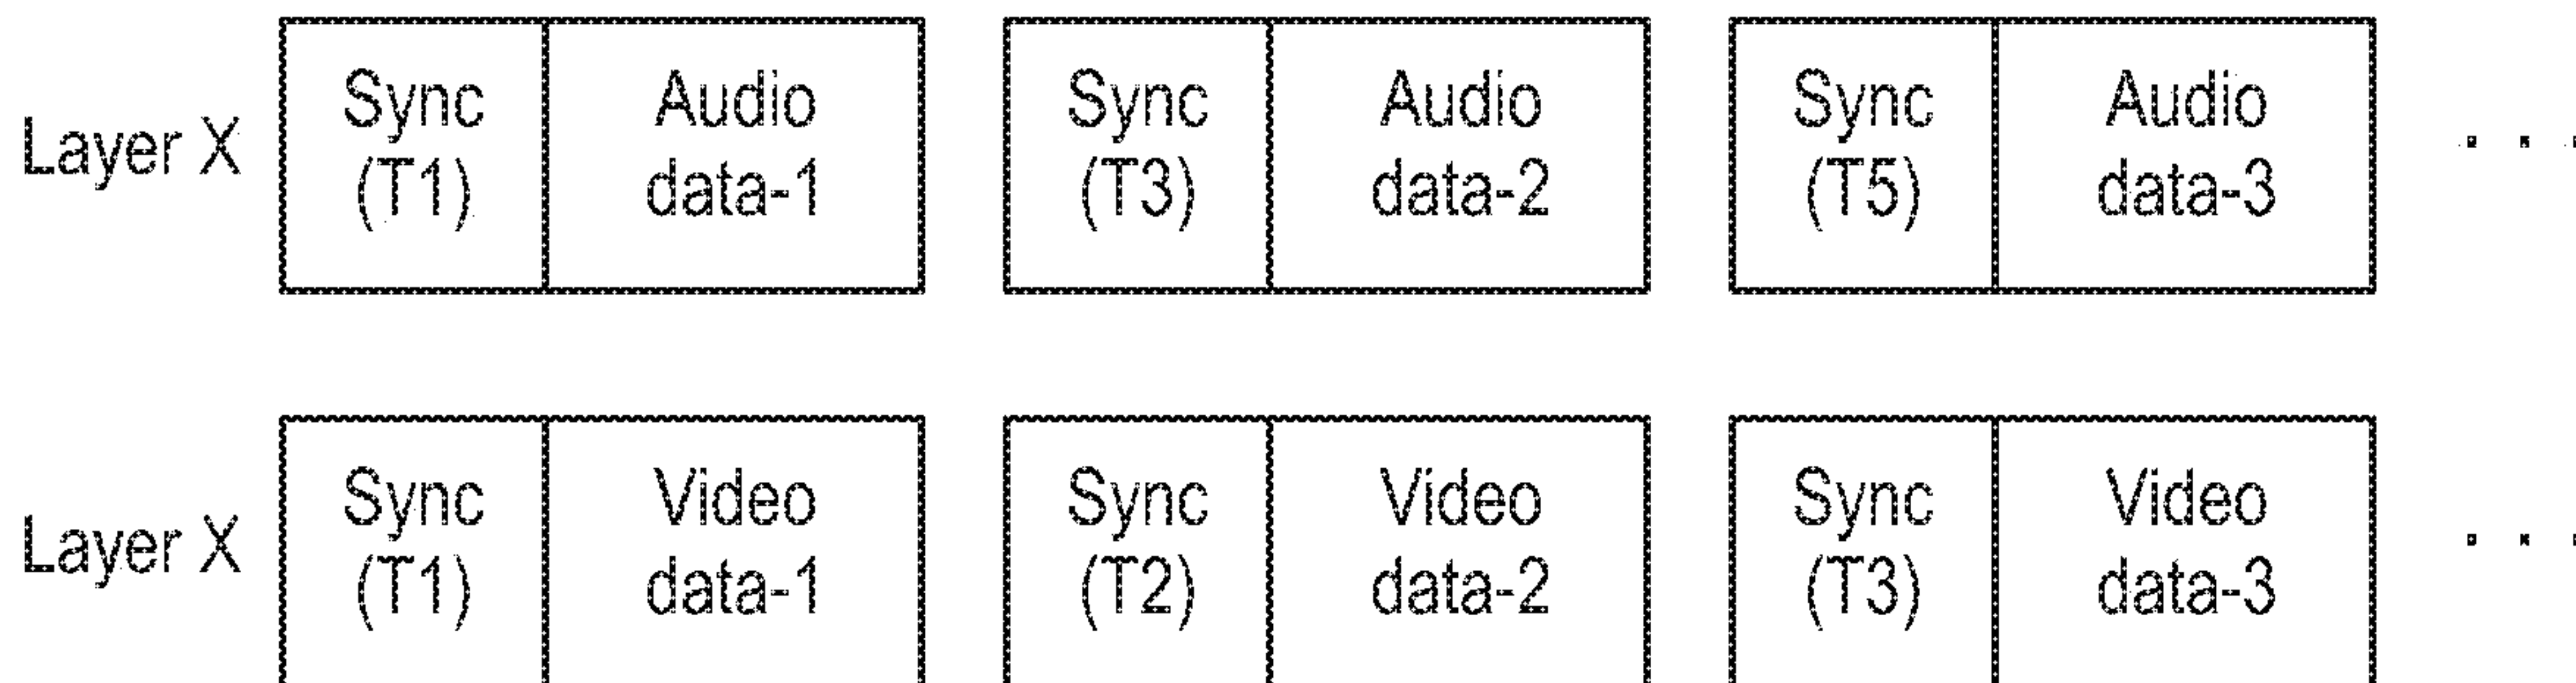 Layer X
Sync
(T1)
Audio
data-1
Sync
(T3)
Audio
data-2
Sync
(T5)
Audio
data-3
. . .
Layer X
Sync
(T1)
Video
data-1
Sync
(T2)
Video
data-2
Sync
(T3)
Video
data-3
. . .